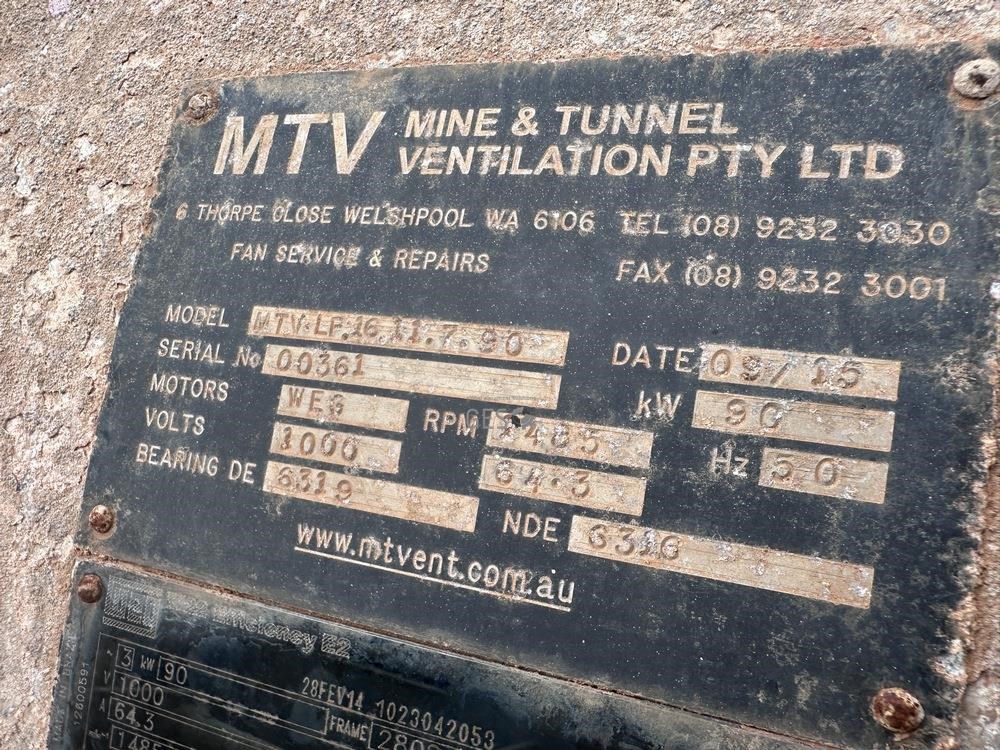 MTV MINE & TUNNEL
VENTILATION PTY LTD
6 THORPE CLOSE WELSHPOOL WA 6106 TEL (08) 9232 3030
FAN SERVICE & REPAIRS FAX (08) 9232 3001
MODEL MTV.LF.16.11.7.90
SERIAL No 00361 DATE 09/15
MOTORS WEG RPM 1485 kW 90
VOLTS 1000 64.3 Hz 50
BEARING DE 6319 NDE 6316
www.mtvent.com.au
Efficiency E2
~ 3 kW 90 28FEV14 1023042053
V 1000 FRAME
A 64.3